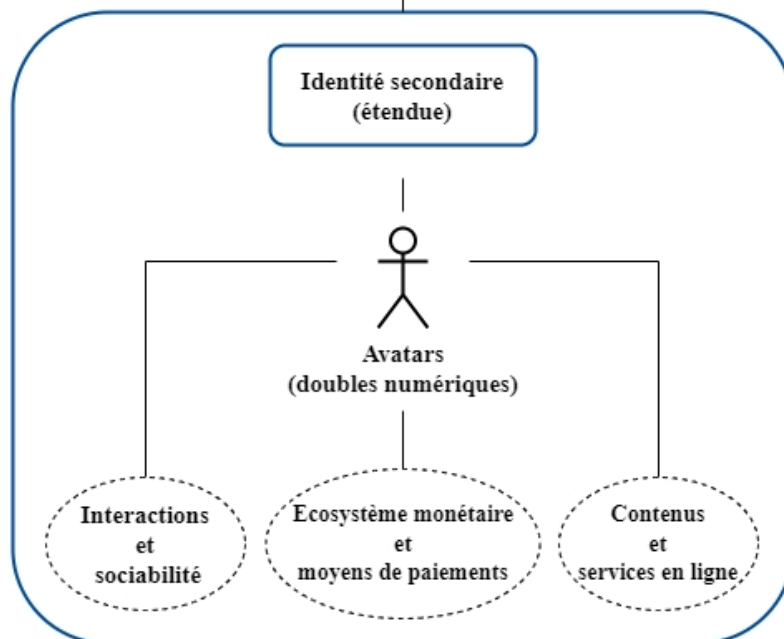 Identité secondaire
(étendue)
Avatars
(doubles numériques)
Interactions
et
sociabilité
Ecosystème monétaire
et
moyens de paiements
Contenus
et
services en ligne